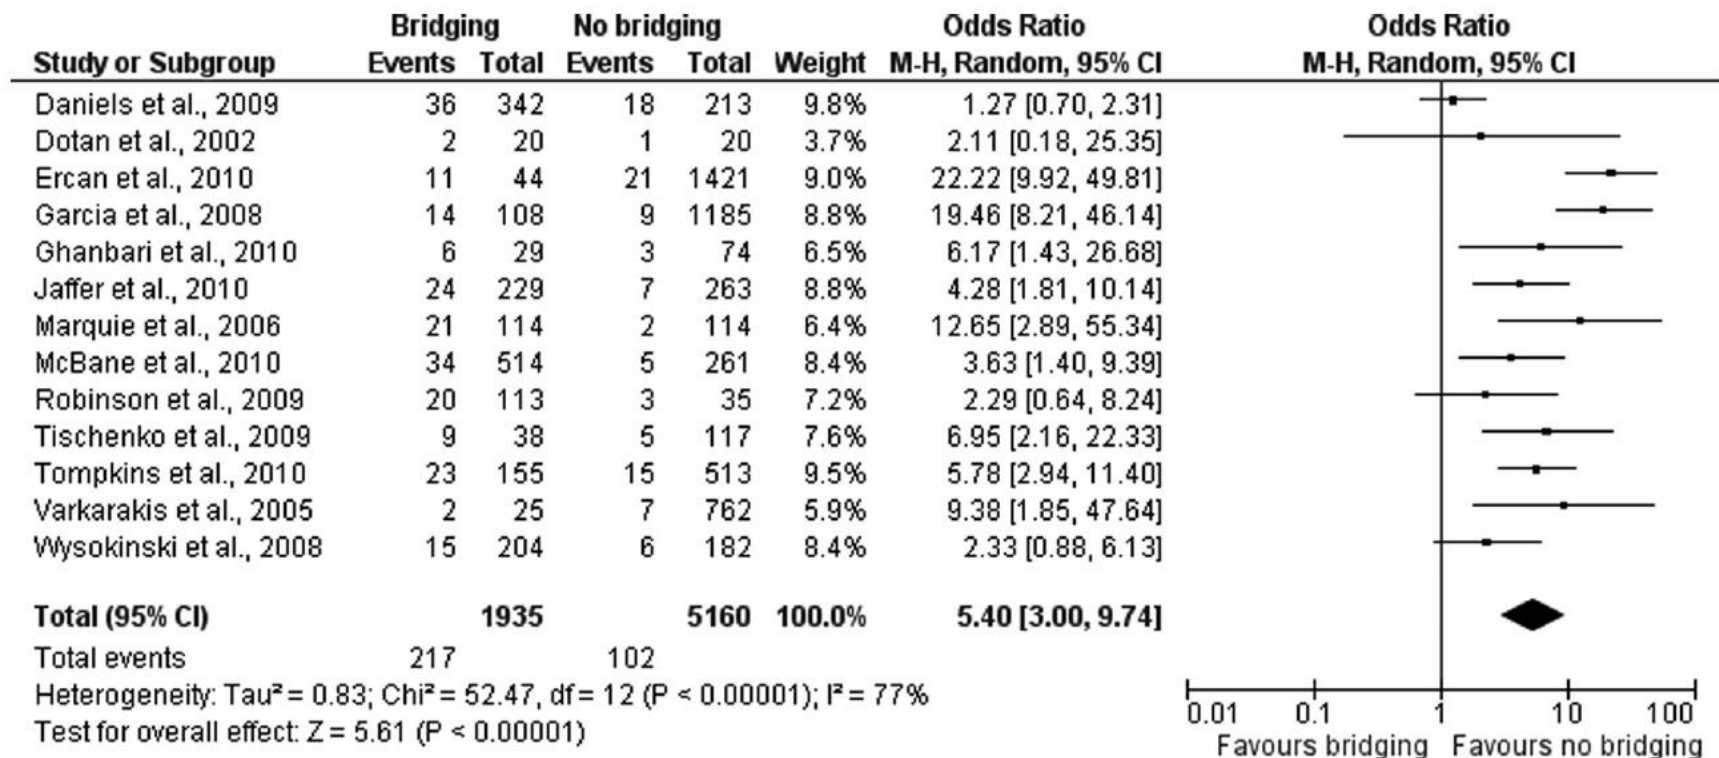 Bridging No bridging Odds Ratio Odds Ratio
Study or Subgroup Events Total Events Total Weight M-H, Random, 95% CI M-H, Random, 95% CI
Daniels et al., 2009 36 342 18 213 9.8% 1.27 [0.70, 2.31]
Dotan et al., 2002 2 20 1 20 3.7% 2.11 [0.18, 25.35]
Ercan et al., 2010 11 44 21 1421 9.0% 22.22 [9.92, 49.81]
Garcia et al., 2008 14 108 9 1185 8.8% 19.46 [8.21, 46.14]
Ghanbari et al., 2010 6 29 3 74 6.5% 6.17 [1.43, 26.68]
Jaffer et al., 2010 24 229 7 263 8.8% 4.28 [1.81, 10.14]
Marquie et al., 2006 21 114 2 114 6.4% 12.65 [2.89, 55.34]
McBane et al., 2010 34 514 5 261 8.4% 3.63 [1.40, 9.39]
Robinson et al., 2009 20 113 3 35 7.2% 2.29 [0.64, 8.24]
Tischenko et al., 2009 9 38 5 117 7.6% 6.95 [2.16, 22.33]
Tompkins et al., 2010 23 155 15 513 9.5% 5.78 [2.94, 11.40]
Varkarakis et al., 2005 2 25 7 762 5.9% 9.38 [1.85, 47.64]
Wysokinski et al., 2008 15 204 6 182 8.4% 2.33 [0.88, 6.13]
Total (95% CI) 1935 5160 100.0% 5.40 [3.00, 9.74]
Total events 217 102
Heterogeneity: Tau² = 0.83; Chi² = 52.47, df = 12 (P < 0.00001); I² = 77%
Test for overall effect: Z = 5.61 (P < 0.00001)
0.01 0.1 1 10 100
Favours bridging Favours no bridging